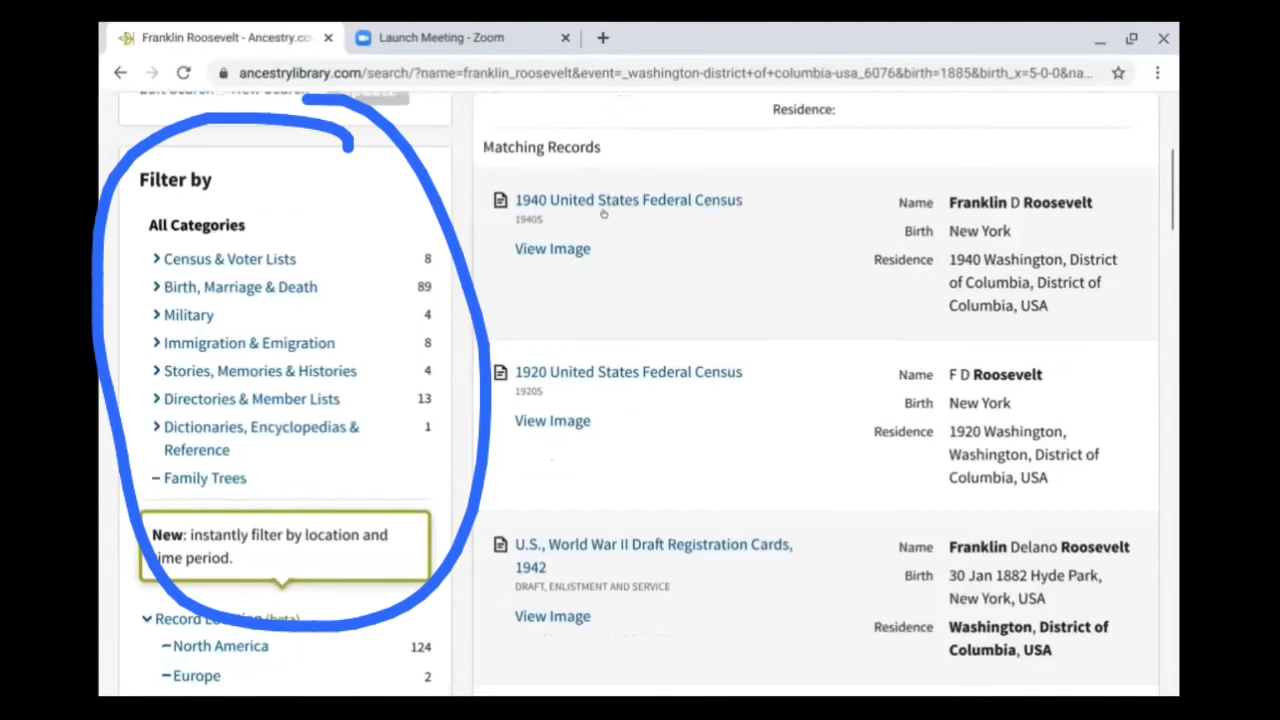 Franklin Roosevelt - Ancestry.co
Launch Meeting - Zoom
ancestrylibrary.com/search/?name=franklin_roosevelt&event=_washington-district+of+columbia-usa_6076&birth=1885&birth_x=5-0-0&na...
Filter by
All Categories
Census & Voter Lists 8
Birth, Marriage & Death 89
Military 4
Immigration & Emigration 8
Stories, Memories & Histories 4
Directories & Member Lists 13
Dictionaries, Encyclopedias & 1
Reference
Family Trees
New: instantly filter by location and
time period.
Record Location (beta)
North America 124
Europe 2
Residence:
Matching Records
1940 United States Federal Census
1940S
View Image
Name Franklin D Roosevelt
Birth New York
Residence 1940 Washington, District
of Columbia, District of
Columbia, USA
1920 United States Federal Census
1920S
View Image
Name F D Roosevelt
Birth New York
Residence 1920 Washington,
Washington, District of
Columbia, USA
U.S., World War II Draft Registration Cards,
1942
DRAFT, ENLISTMENT AND SERVICE
View Image
Name Franklin Delano Roosevelt
Birth 30 Jan 1882 Hyde Park,
New York, USA
Residence Washington, District of
Columbia, USA